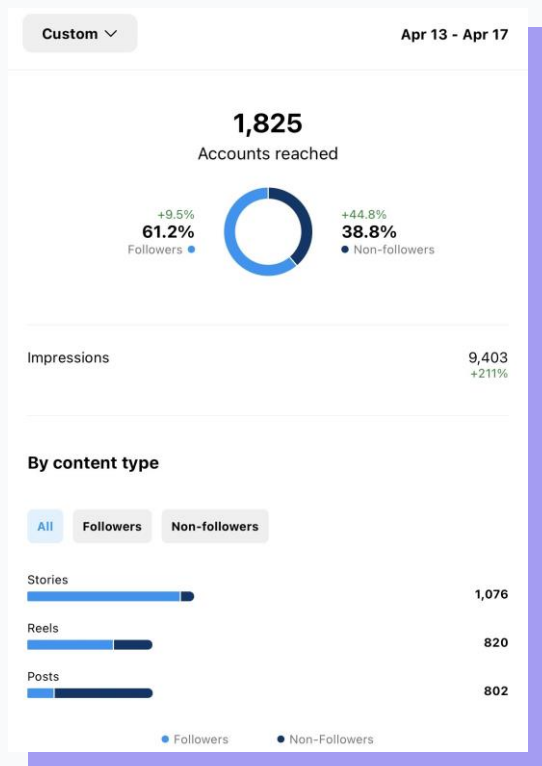 Custom
Apr 13 - Apr 17
1,825
Accounts reached
+9.5%
61.2%
Followers
+44.8%
38.8%
Non-followers
Impressions
9,403
+211%
By content type
All Followers Non-followers
Stories
1,076
Reels
820
Posts
802
Followers Non-Followers